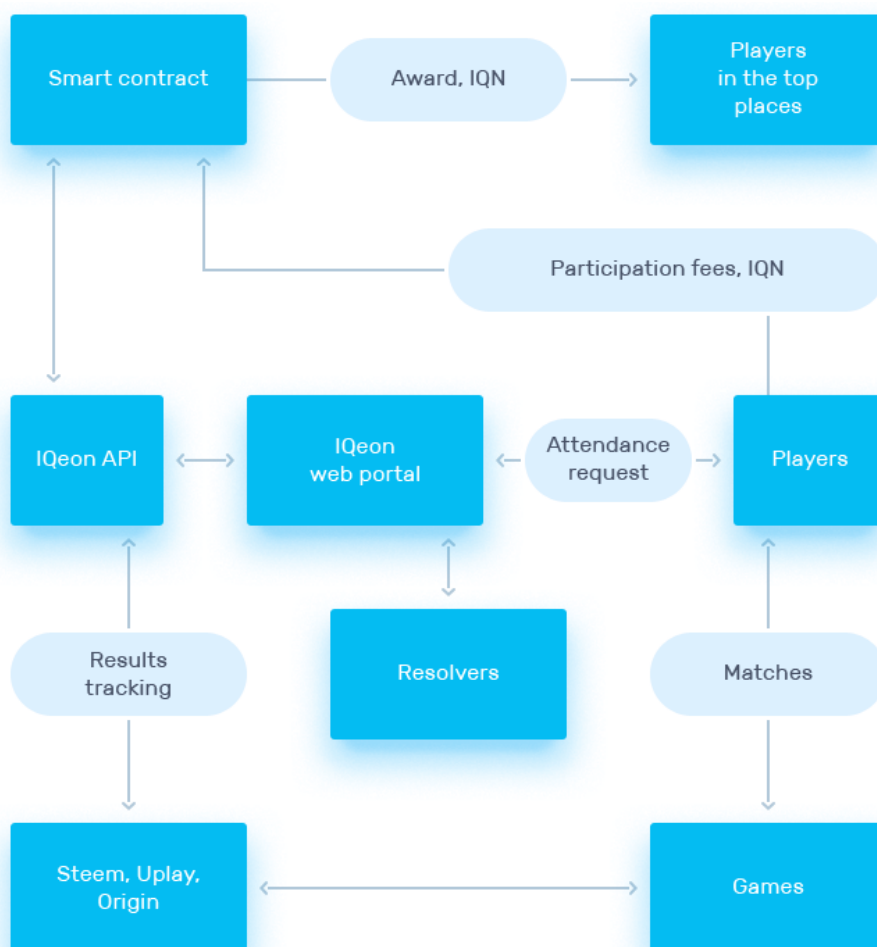 Smart contract
Award, IQN
Players
in the top
places
Participation fees, IQN
IQeon API
IQeon
web portal
Attendance
request
Players
Results
tracking
Resolvers
Matches
Steem, Uplay,
Origin
Games